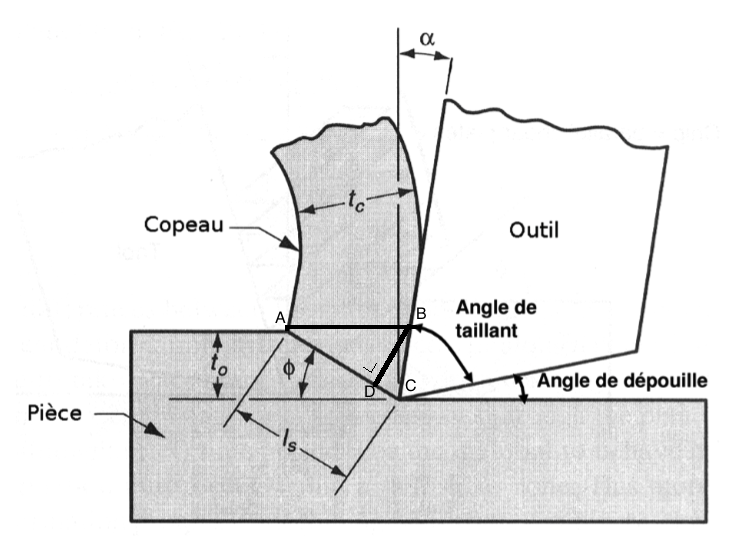 α
t_c
Copeau
Outil
A
B
Angle de
taillant
t_o
ϕ
D
C
Angle de dépouille
Pièce
l_s